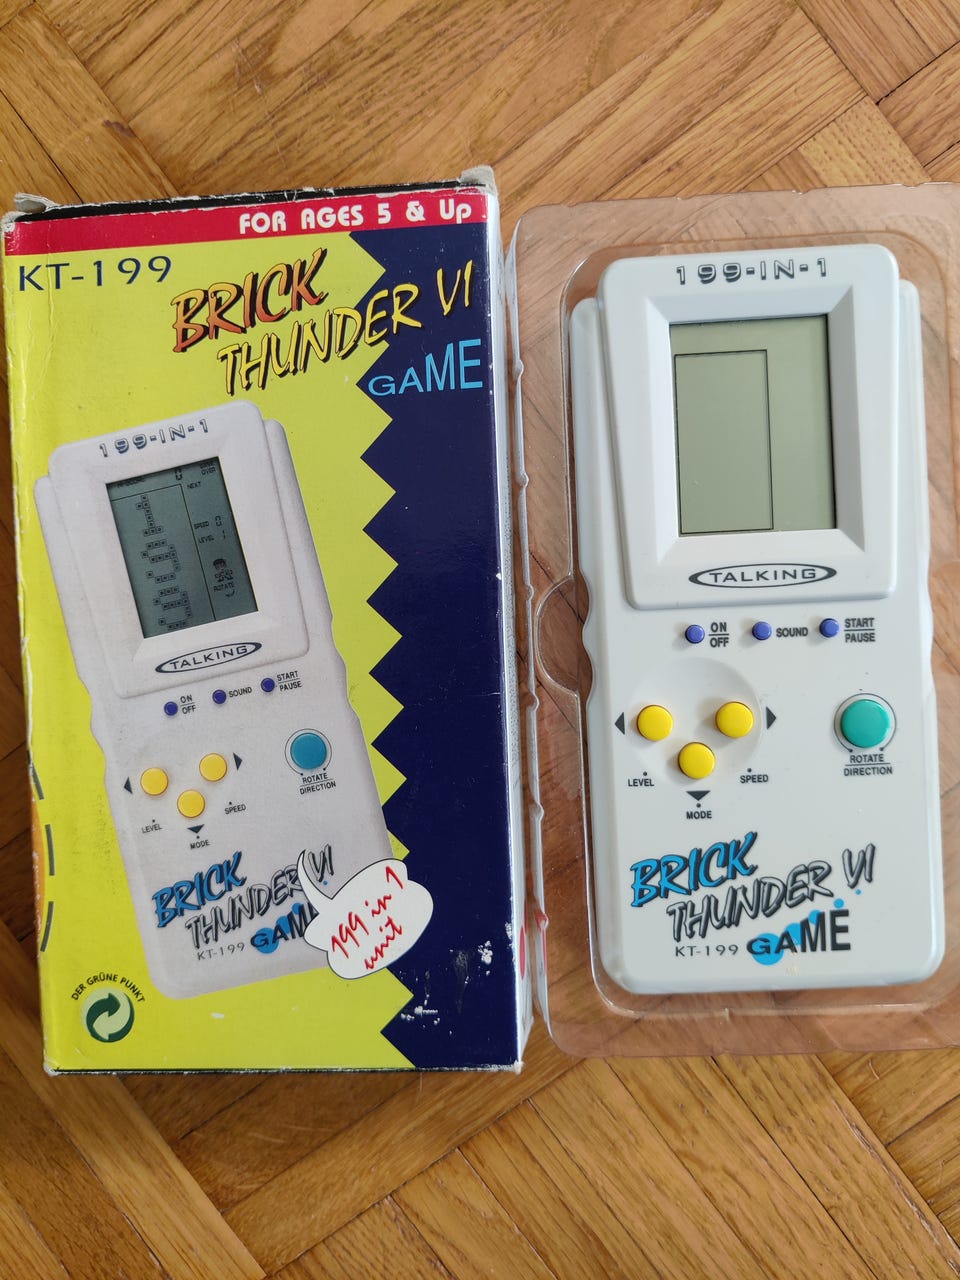 FOR AGES 5 & Up
KT-199
BRICK
THUNDER VI
GAME
199-IN-1
NEXT
SPEED
LEVEL
ROTATE
TALKING
ON
OFF
SOUND
START
PAUSE
ROTATE
DIRECTION
LEVEL
SPEED
MODE
BRICK
THUNDER VI
KT-199 GAM
199 in 1
unit
DER GRÜNE PUNKT
199-IN-1
TALKING
ON
OFF
SOUND
START
PAUSE
LEVEL
SPEED
MODE
ROTATE
DIRECTION
BRICK
THUNDER VI
KT-199 GAME